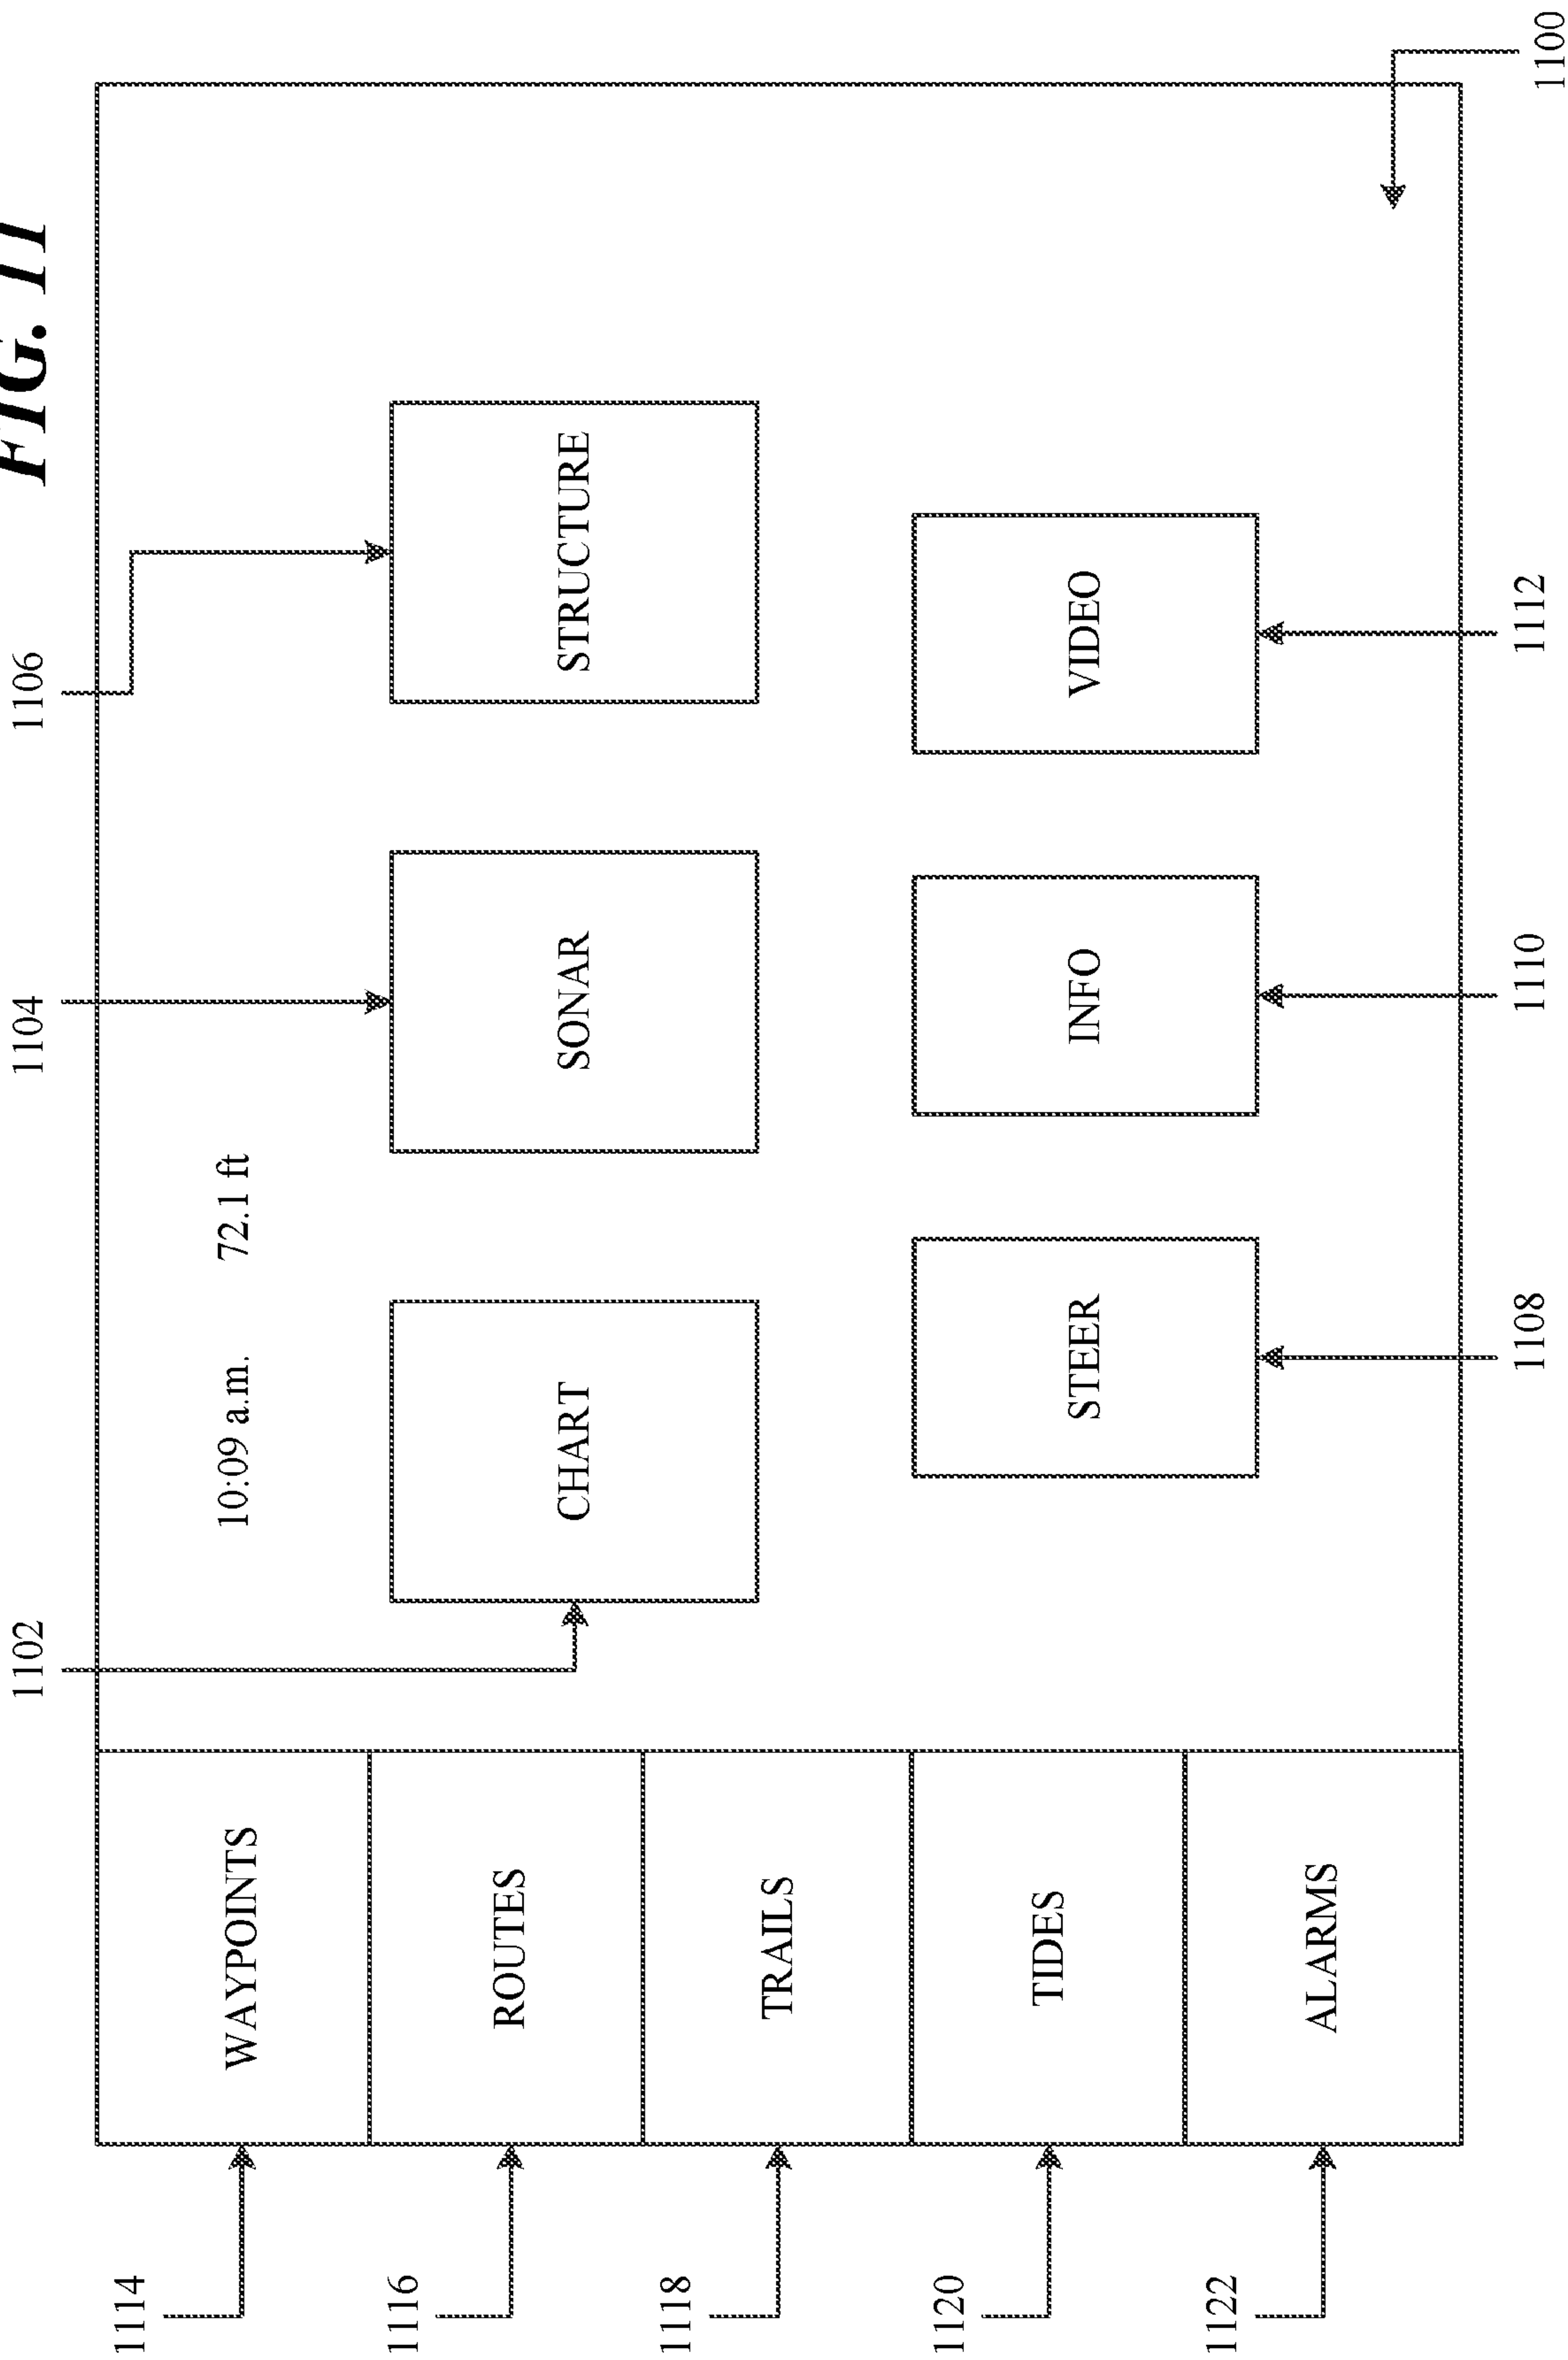 FIG. 11
1102
1104
1106
10:09 a.m. 72.1 ft
1114
WAYPOINTS
CHART
SONAR
STRUCTURE
1116
ROUTES
1118
TRAILS
1120
TIDES
STEER
INFO
VIDEO
1122
ALARMS
1108
1110
1112
1100